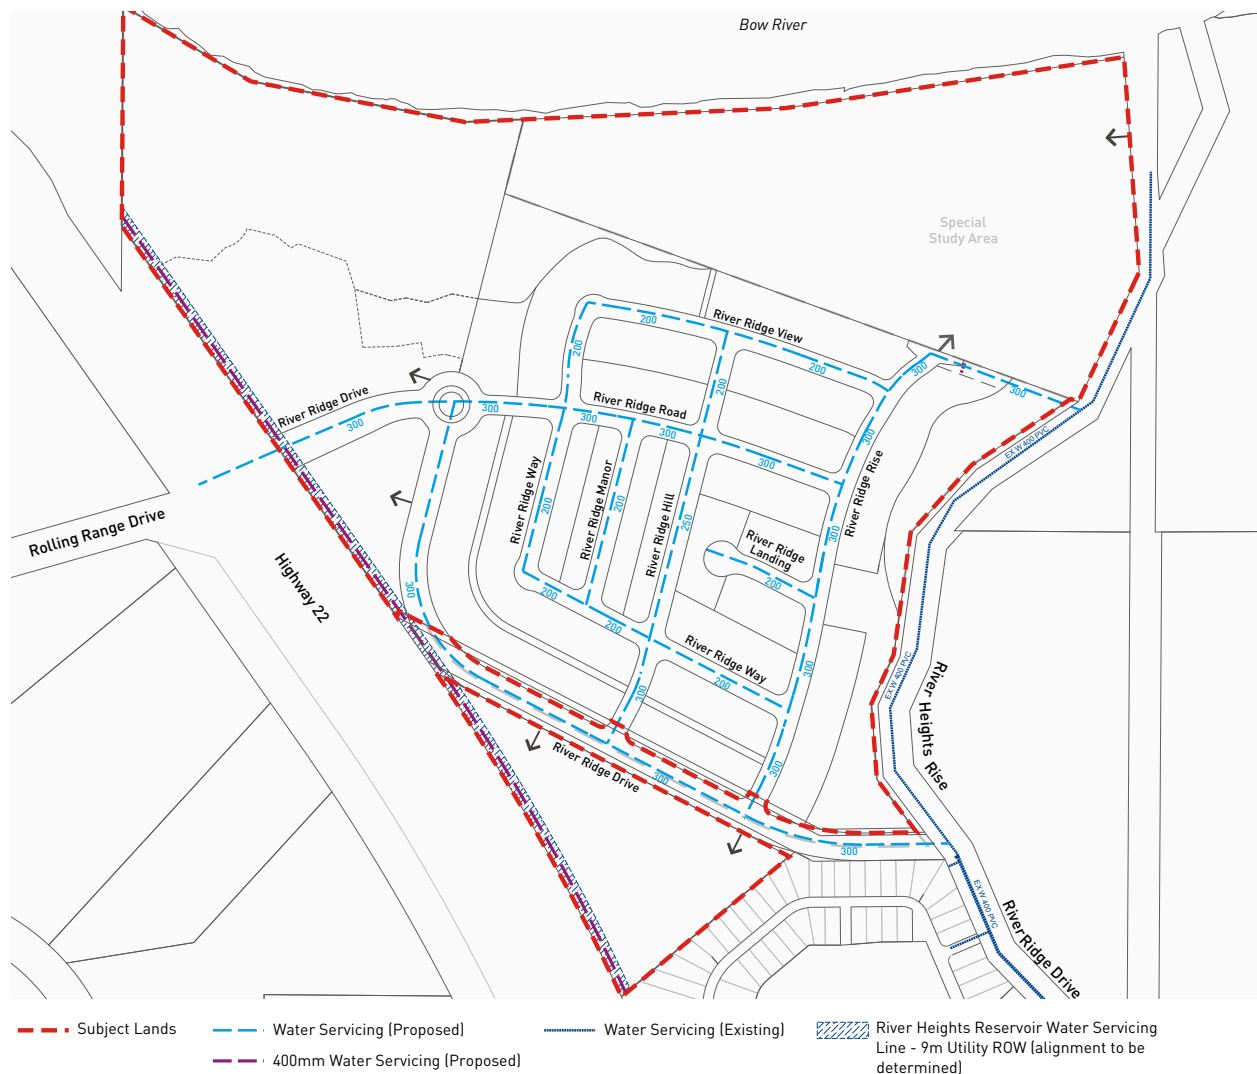 Bow River
Special
Study Area
River Ridge View
200
200
200
300
300
River Ridge Drive
300
300
River Ridge Road
300
300
200
300
300
River Ridge Rise
River Ridge Way
200
River Ridge Manor
200
River Ridge Hill
250
River Ridge
Landing
200
300
EX W 400 PVC
Rolling Range Drive
Highway 22
300
200
200
River Ridge Way
200
300
300
EX W 400 PVC
River Heights Rise
River Ridge Drive
300
300
300
EX W 400 PVC
River Ridge Drive
Subject Lands
Water Servicing (Proposed)
400mm Water Servicing (Proposed)
Water Servicing (Existing)
River Heights Reservoir Water Servicing
Line - 9m Utility ROW (alignment to be
determined)